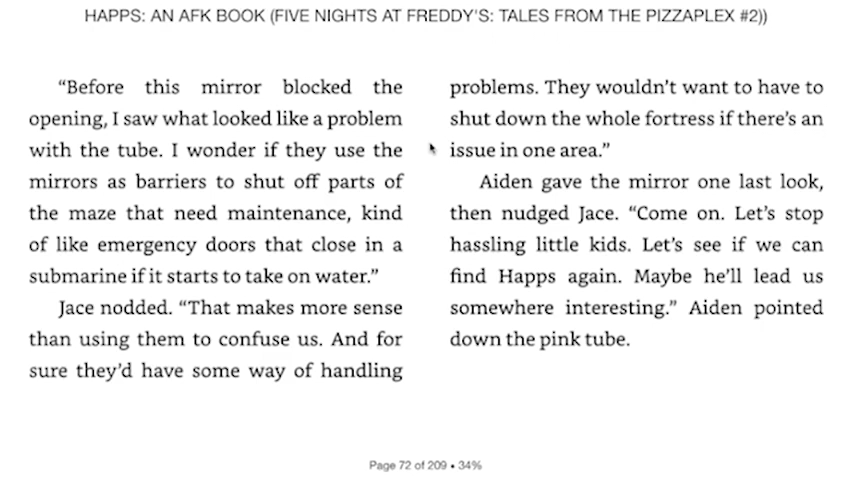 HAPPS: AN AFK BOOK (FIVE NIGHTS AT FREDDY'S: TALES FROM THE PIZZAPLEX #2))
“Before this mirror blocked the
opening, I saw what looked like a problem
with the tube. I wonder if they use the
mirrors as barriers to shut off parts of
the maze that need maintenance, kind
of like emergency doors that close in a
submarine if it starts to take on water.”
Jace nodded. “That makes more sense
than using them to confuse us. And for
sure they’d have some way of handling
problems. They wouldn’t want to have to
shut down the whole fortress if there’s an
issue in one area.”
Aiden gave the mirror one last look,
then nudged Jace. “Come on. Let’s stop
hassling little kids. Let’s see if we can
find Happs again. Maybe he’ll lead us
somewhere interesting.” Aiden pointed
down the pink tube.
Page 72 of 209 • 34%